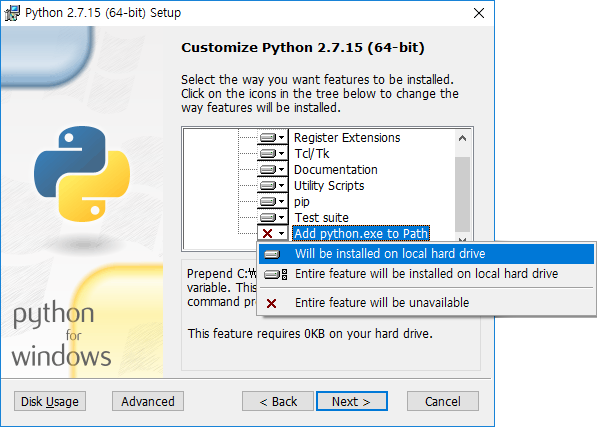 Python 2.7.15 (64-bit) Setup
Customize Python 2.7.15 (64-bit)
Select the way you want features to be installed.
Click on the icons in the tree below to change the
way features will be installed.
Register Extensions
Tcl/Tk
Documentation
Utility Scripts
pip
Test suite
Add python.exe to Path
Will be installed on local hard drive
Entire feature will be installed on local hard drive
Entire feature will be unavailable
Prepend C:₩
variable. This
command pr
This feature requires 0KB on your hard drive.
python
for
windows
Disk Usage
Advanced
< Back
Next >
Cancel